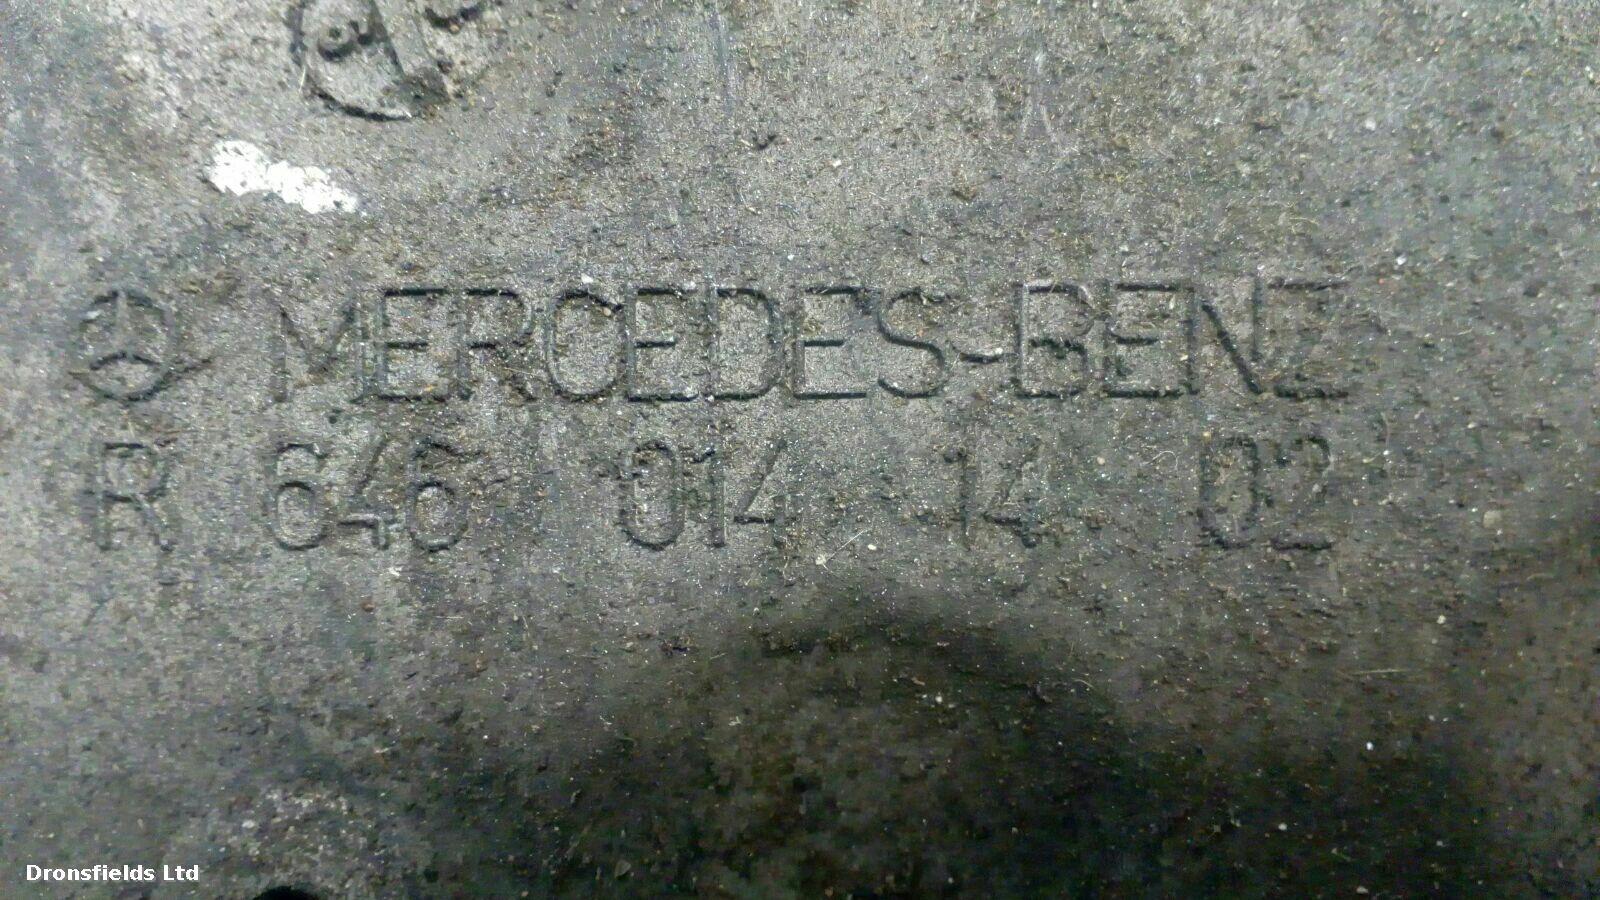 MERCEDES-BENZ
R 646 014 14 02
Dronsfields Ltd